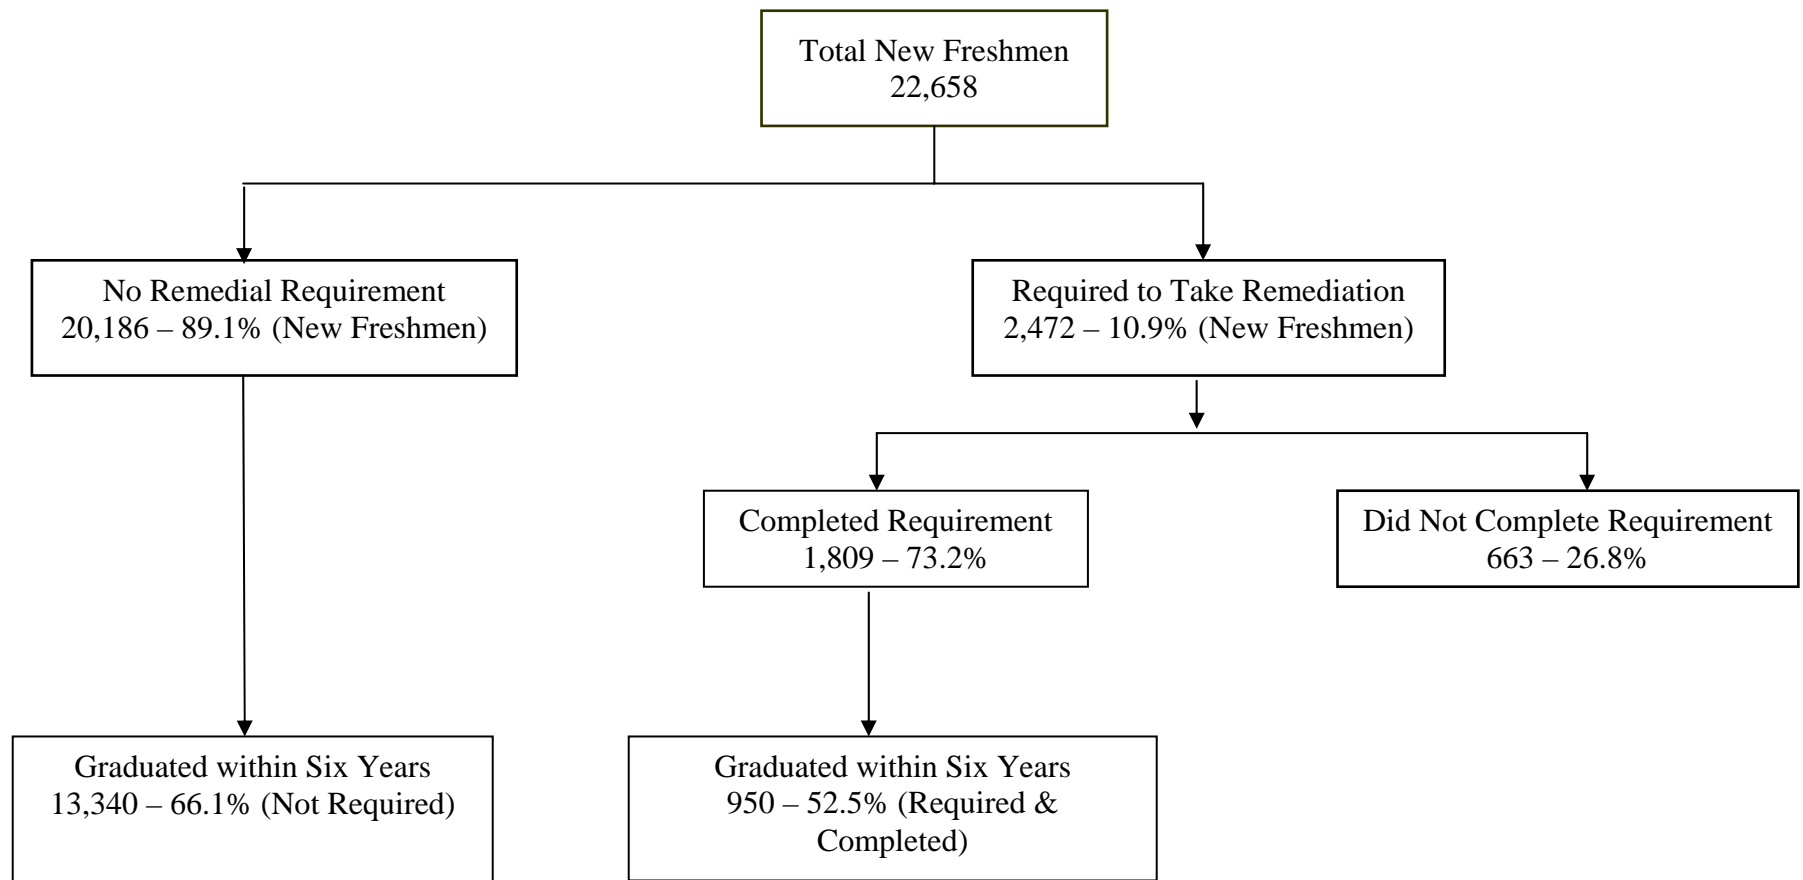 Total New Freshmen
22,658
No Remedial Requirement
20,186 – 89.1% (New Freshmen)
Required to Take Remediation
2,472 – 10.9% (New Freshmen)
Completed Requirement
1,809 – 73.2%
Did Not Complete Requirement
663 – 26.8%
Graduated within Six Years
13,340 – 66.1% (Not Required)
Graduated within Six Years
950 – 52.5% (Required &
Completed)